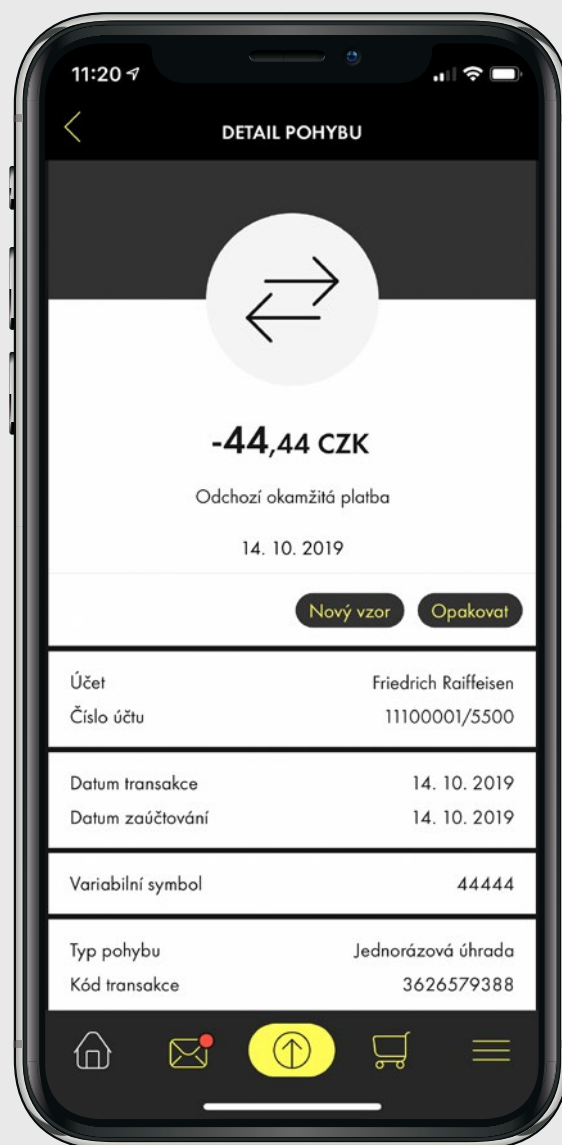 11:20
DETAIL POHYBU
-44,44 CZK
Odchozí okamžitá platba
14. 10. 2019
Nový vzor Opakovat
Účet Friedrich Raiffeisen
Číslo účtu 11100001/5500
Datum transakce 14. 10. 2019
Datum zaúčtování 14. 10. 2019
Variabilní symbol 44444
Typ pohybu Jednorázová úhrada
Kód transakce 3626579388